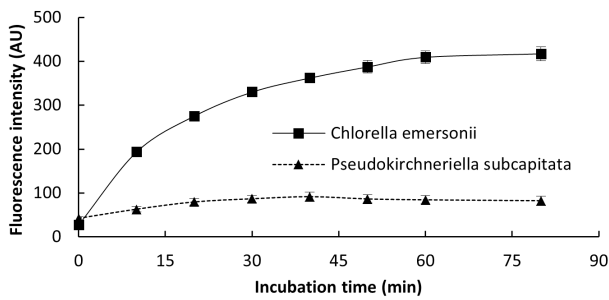 Fluorescence intensity (AU)
500
400
300
200
100
0
Chlorella emersonii
Pseudokirchneriella subcapitata
0 15 30 45 60 75 90
Incubation time (min)